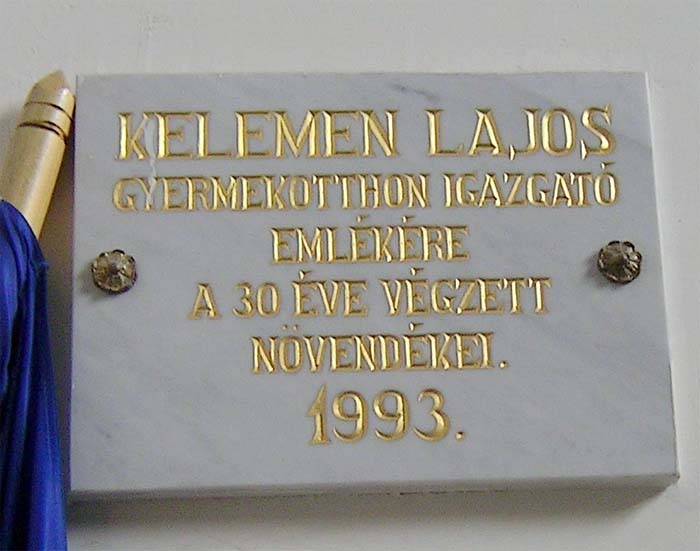 KELEMEN LAJOS
GYERMEKOTTHON IGAZGATÓ
EMLÉKÉRE
A 30 ÉVE VÉGZETT
NÖVENDÉKEI.
1993.